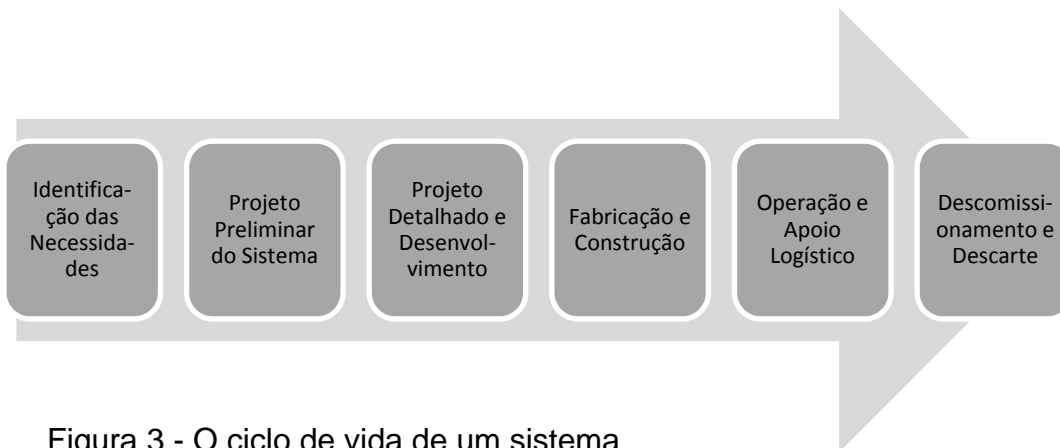 Identifica-
ção das
Necessida-
des
Projeto
Preliminar
do Sistema
Projeto
Detalhado e
Desenvol-
vimento
Fabricação e
Construção
Operação e
Apoio
Logístico
Descomissi-
onamento e
Descarte
Figura 3 - O ciclo de vida de um sistema